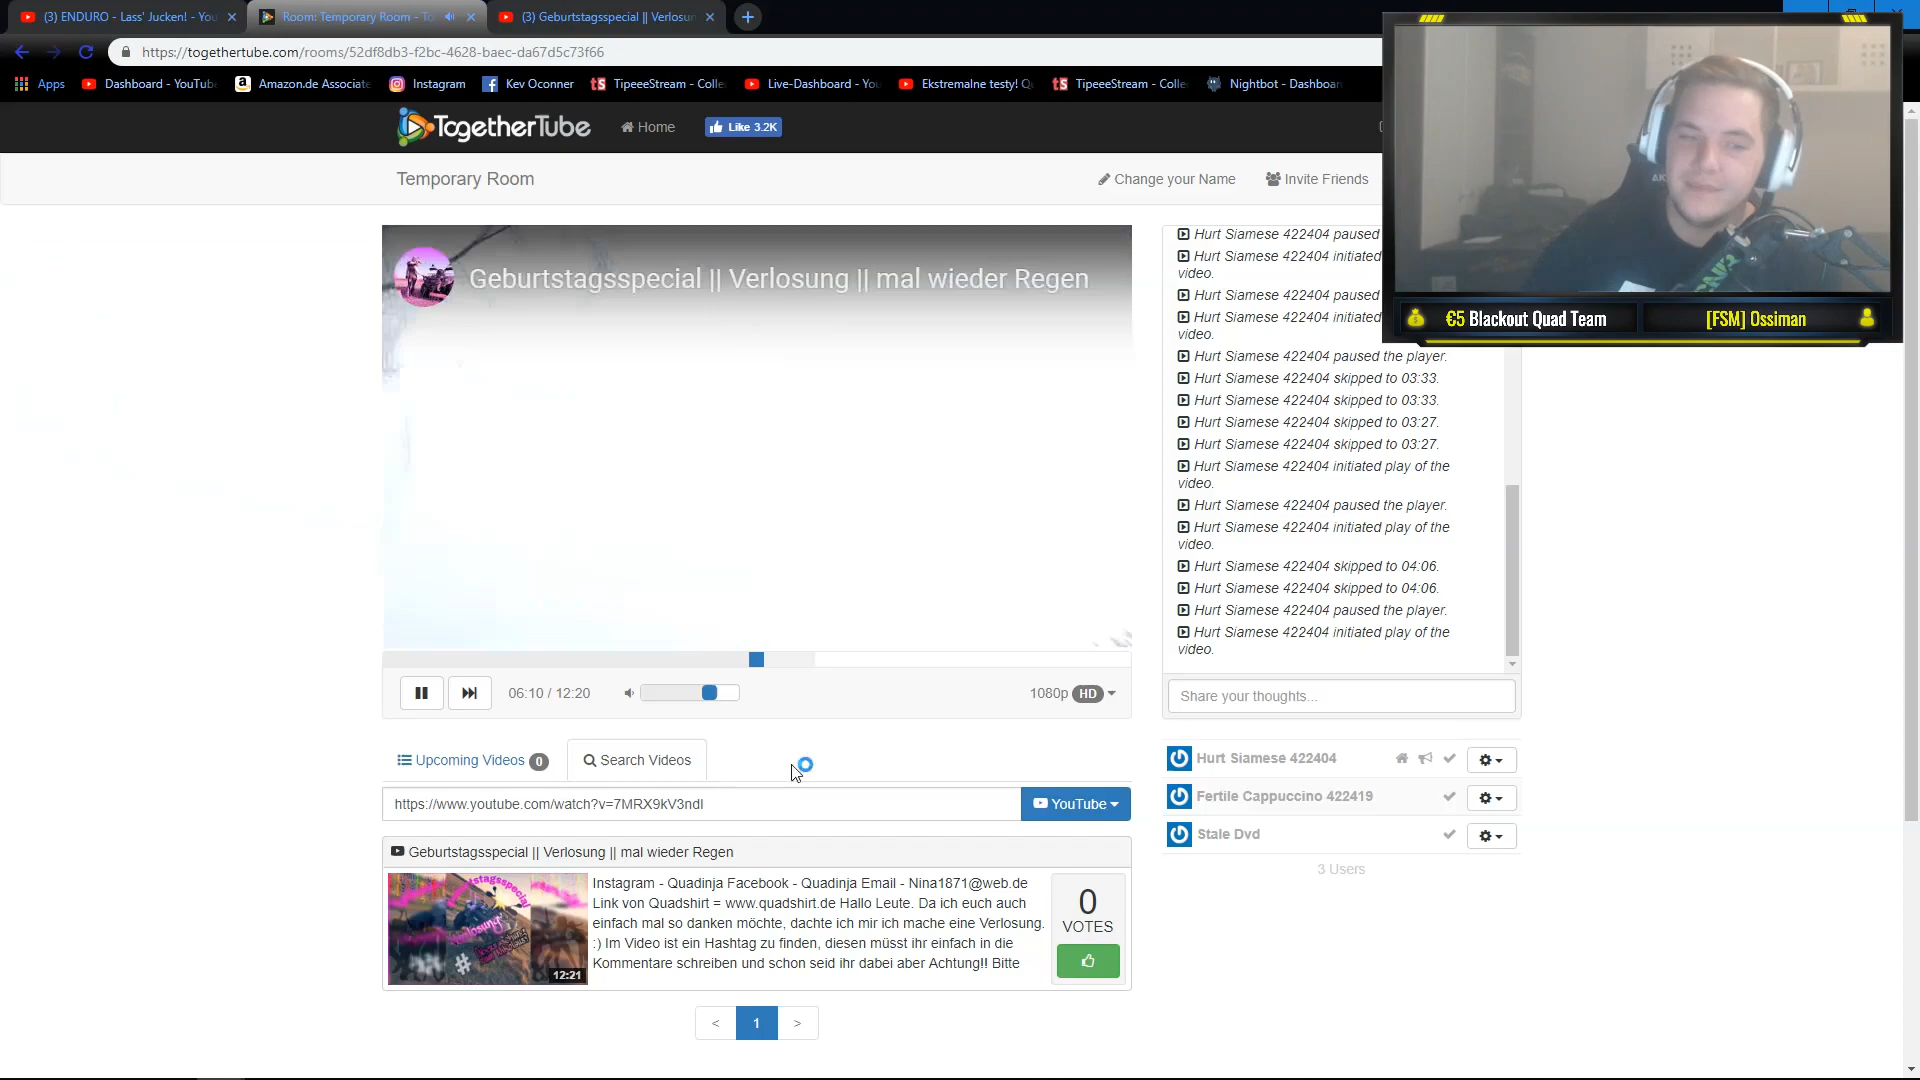 (3) ENDURO - Lass' Jucken! - You
Room: Temporary Room - To
(3) Geburtstagsspecial || Verlosun
https://togethertube.com/rooms/52df8db3-f2bc-4628-baec-da67d5c73f66
Apps
Dashboard - YouTube
Amazon.de Associate
Instagram
Kev Oconner
TipeeeStream - Colle
Live-Dashboard - You
Ekstremalne testy! Q
TipeeeStream - Colle
Nightbot - Dashboar
TogetherTube
Home
Like 3.2K
Temporary Room
Change your Name
Invite Friends
Geburtstagsspecial || Verlosung || mal wieder Regen
Hurt Siamese 422404 paused
Hurt Siamese 422404 initiated
video.
Hurt Siamese 422404 paused
Hurt Siamese 422404 initiated
video.
Hurt Siamese 422404 paused the player.
Hurt Siamese 422404 skipped to 03:33.
Hurt Siamese 422404 skipped to 03:33.
Hurt Siamese 422404 skipped to 03:27.
Hurt Siamese 422404 skipped to 03:27.
Hurt Siamese 422404 initiated play of the
video.
Hurt Siamese 422404 paused the player.
Hurt Siamese 422404 initiated play of the
video.
Hurt Siamese 422404 skipped to 04:06.
Hurt Siamese 422404 skipped to 04:06.
Hurt Siamese 422404 paused the player.
Hurt Siamese 422404 initiated play of the
video.
€5 Blackout Quad Team
[FSM] Ossiman
06:10 / 12:20
1080p HD
Share your thoughts...
Upcoming Videos 0
Search Videos
https://www.youtube.com/watch?v=7MRX9kV3ndI
YouTube
Hurt Siamese 422404
Fertile Cappuccino 422419
Stale Dvd
3 Users
Geburtstagsspecial || Verlosung || mal wieder Regen
Instagram - Quadinja Facebook - Quadinja Email - Nina1871@web.de
Link von Quadshirt = www.quadshirt.de Hallo Leute. Da ich euch auch
einfach mal so danken möchte, dachte ich mir ich mache eine Verlosung.
:) Im Video ist ein Hashtag zu finden, diesen müsst ihr einfach in die
Kommentare schreiben und schon seid ihr dabei aber Achtung!! Bitte
Verlosung
#
12:21
0
VOTES
< 1 >